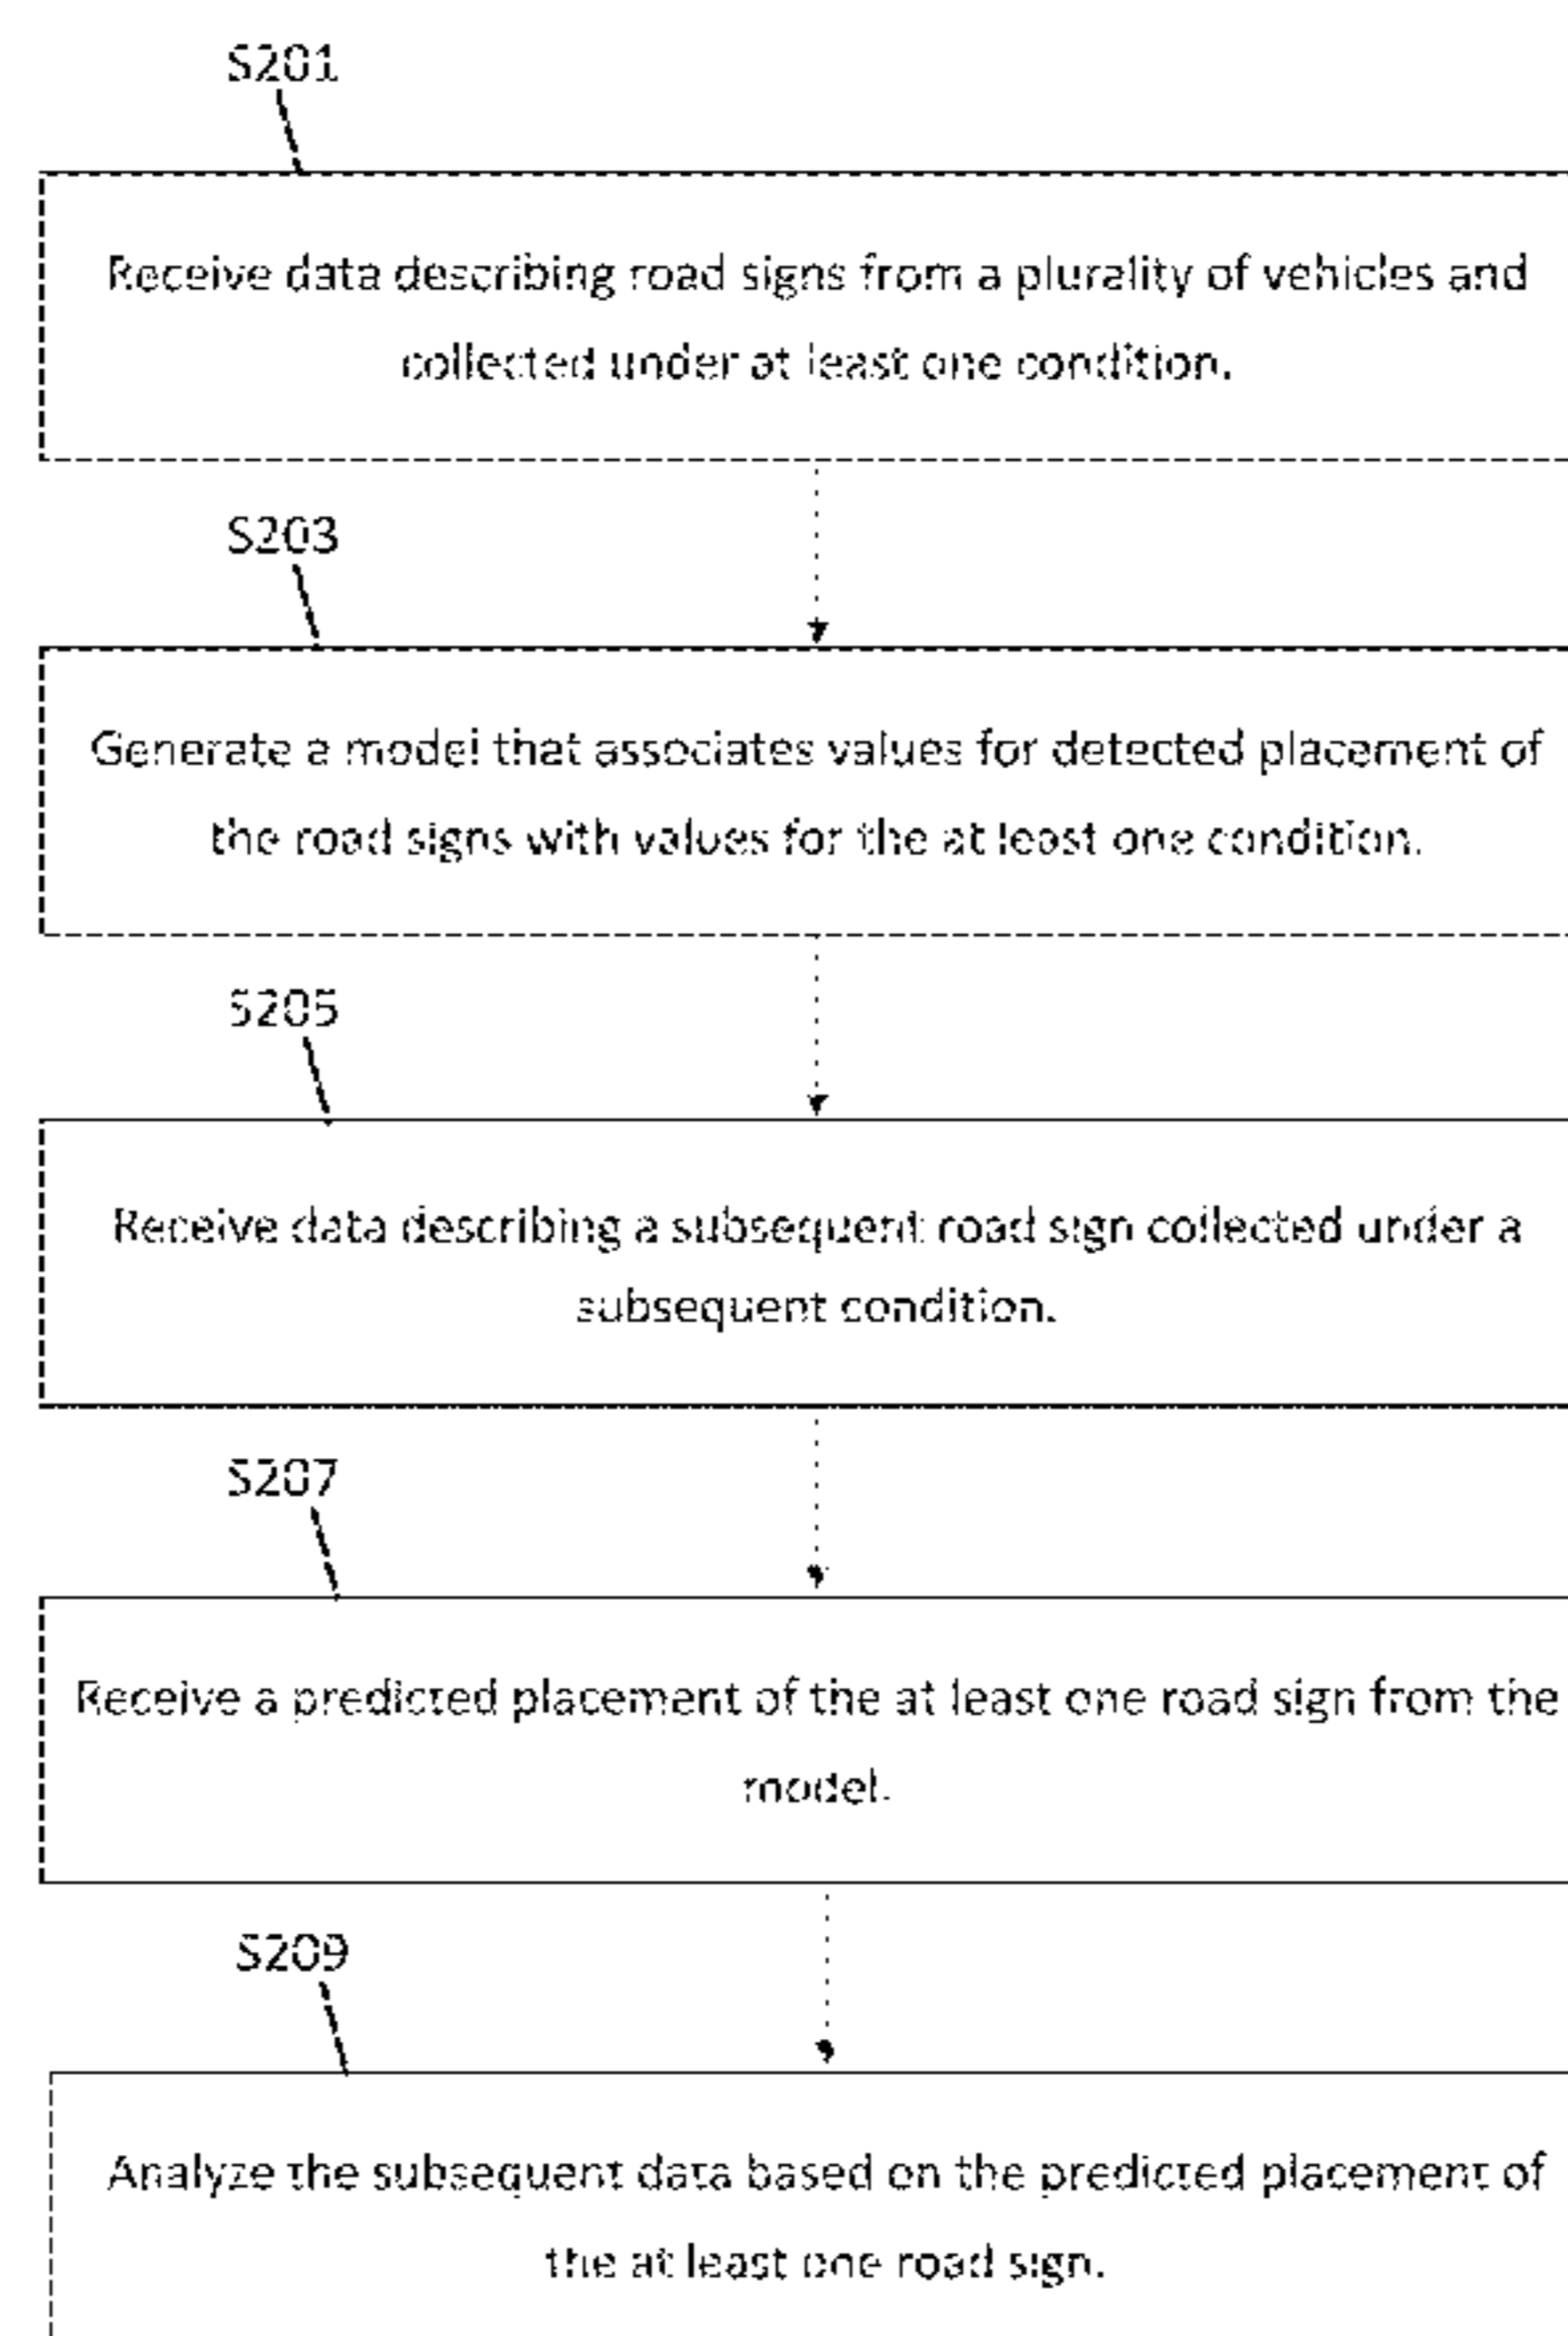 S201
Receive data describing road signs from a plurality of vehicles and
collected under at least one condition.
S203
Generate a model that associates values for detected placement of
the road signs with values for the at least one condition.
S205
Receive data describing a subsequent road sign collected under a
subsequent condition.
S207
Receive a predicted placement of the at least one road sign from the
model.
S209
Analyze the subsequent data based on the predicted placement of
the at least one road sign.